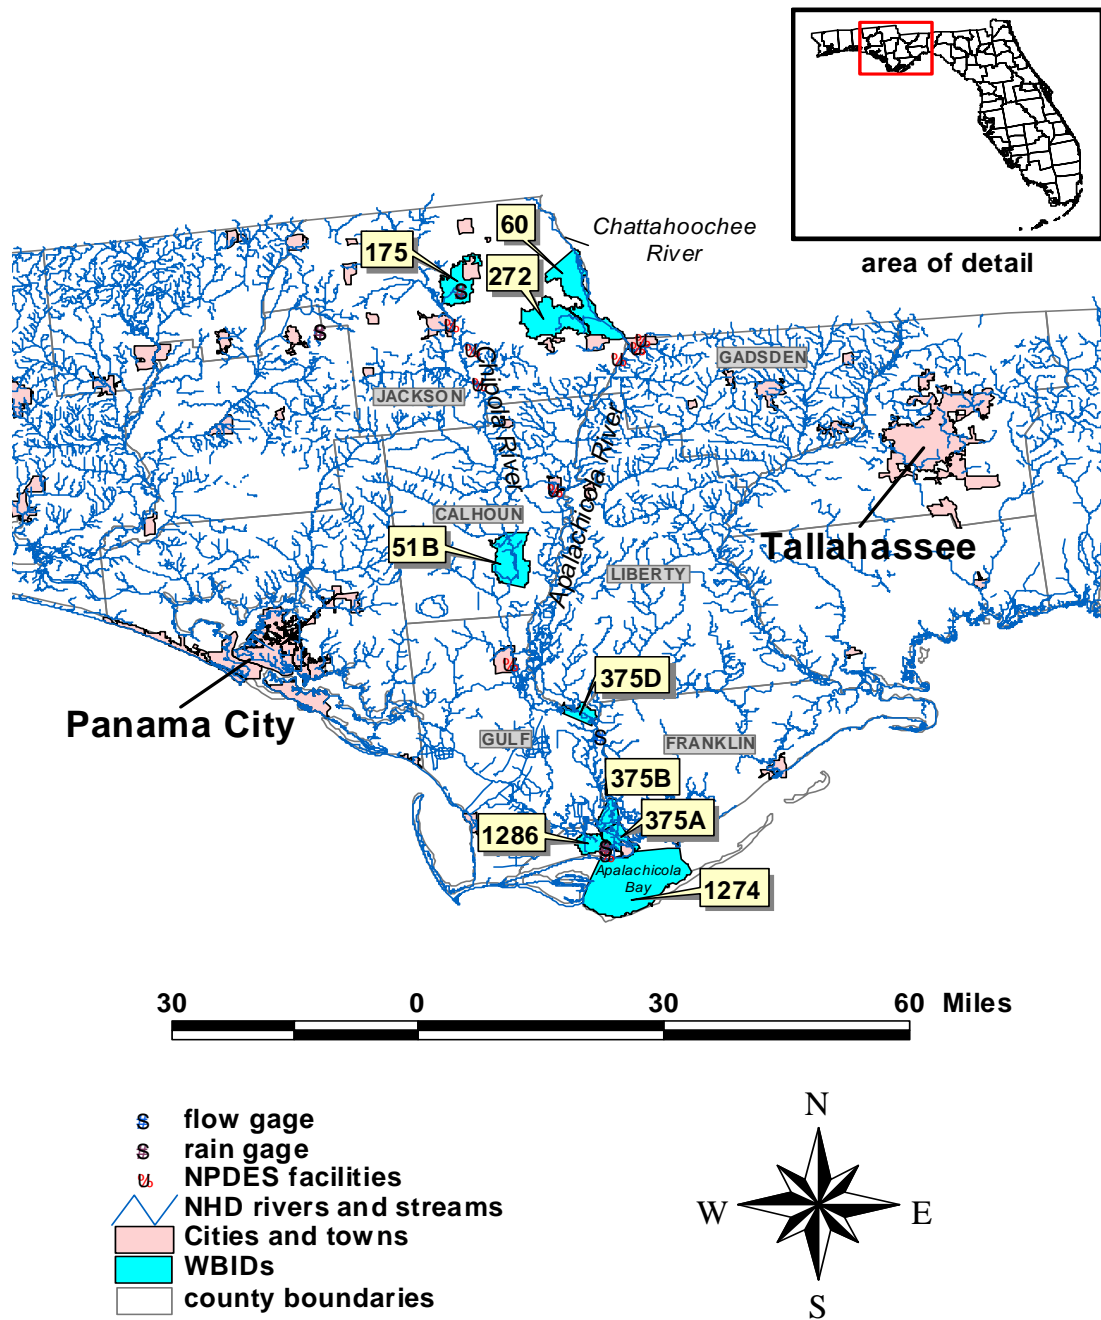 area of detail
60
Chattahoochee
River
175
272
GADSDEN
Chipola River
JACKSON
Apalachicola River
CALHOUN
51B
Tallahassee
LIBERTY
375D
Panama City
GULF
FRANKLIN
375B
375A
1286
Apalachicola
Bay
1274
30 0 30 60 Miles
s flow gage
s rain gage
NPDES facilities
NHD rivers and streams
Cities and towns
WBIDs
county boundaries
N
W E
S